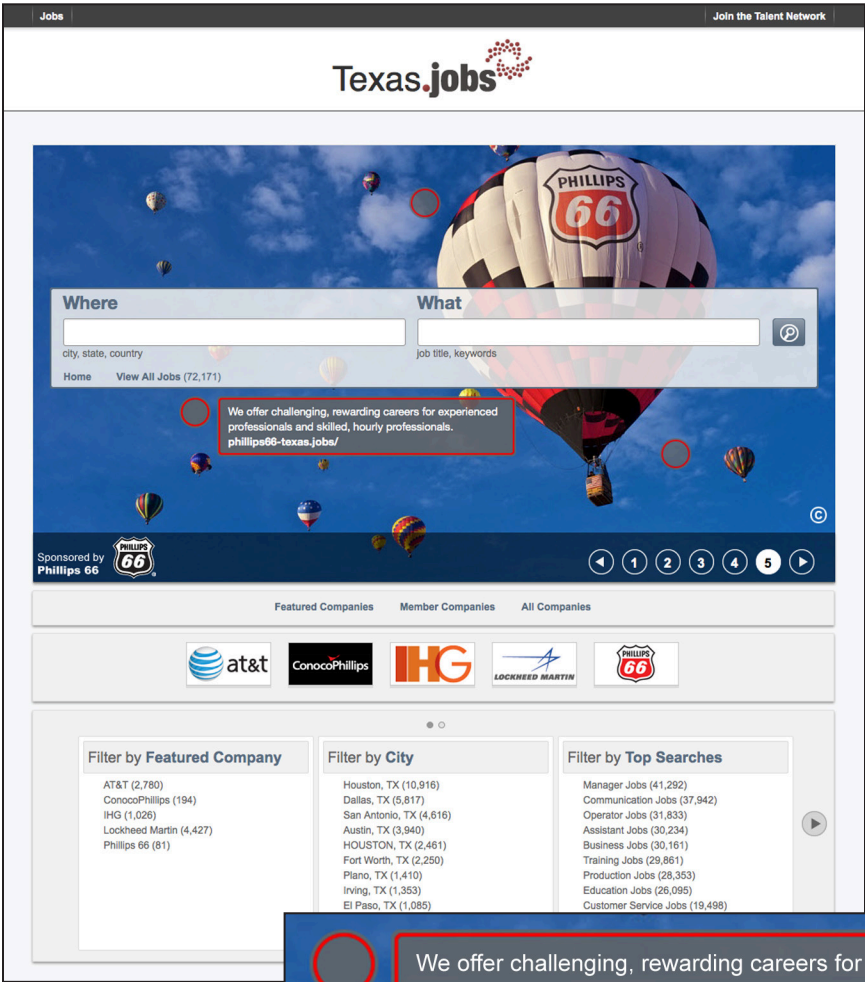 Jobs
Join the Talent Network
Texas.jobs
PHILLIPS
66
Where
What
city, state, country
job title, keywords
Home View All Jobs (72,171)
We offer challenging, rewarding careers for experienced
professionals and skilled, hourly professionals.
phillips66-texas.jobs/
©
Sponsored by
Phillips 66
PHILLIPS
66
1 2 3 4 5
Featured Companies Member Companies All Companies
at&t
ConocoPhillips
IHG
LOCKHEED MARTIN
PHILLIPS
66
Filter by Featured Company
AT&T (2,780)
ConocoPhillips (194)
IHG (1,026)
Lockheed Martin (4,427)
Phillips 66 (81)
Filter by City
Houston, TX (10,916)
Dallas, TX (5,817)
San Antonio, TX (4,616)
Austin, TX (3,940)
HOUSTON, TX (2,461)
Fort Worth, TX (2,250)
Plano, TX (1,410)
Irving, TX (1,353)
El Paso, TX (1,085)
Filter by Top Searches
Manager Jobs (41,292)
Communication Jobs (37,942)
Operator Jobs (31,833)
Assistant Jobs (30,234)
Business Jobs (30,161)
Training Jobs (29,861)
Production Jobs (28,353)
Education Jobs (26,095)
Customer Service Jobs (19,498)
We offer challenging, rewarding careers for